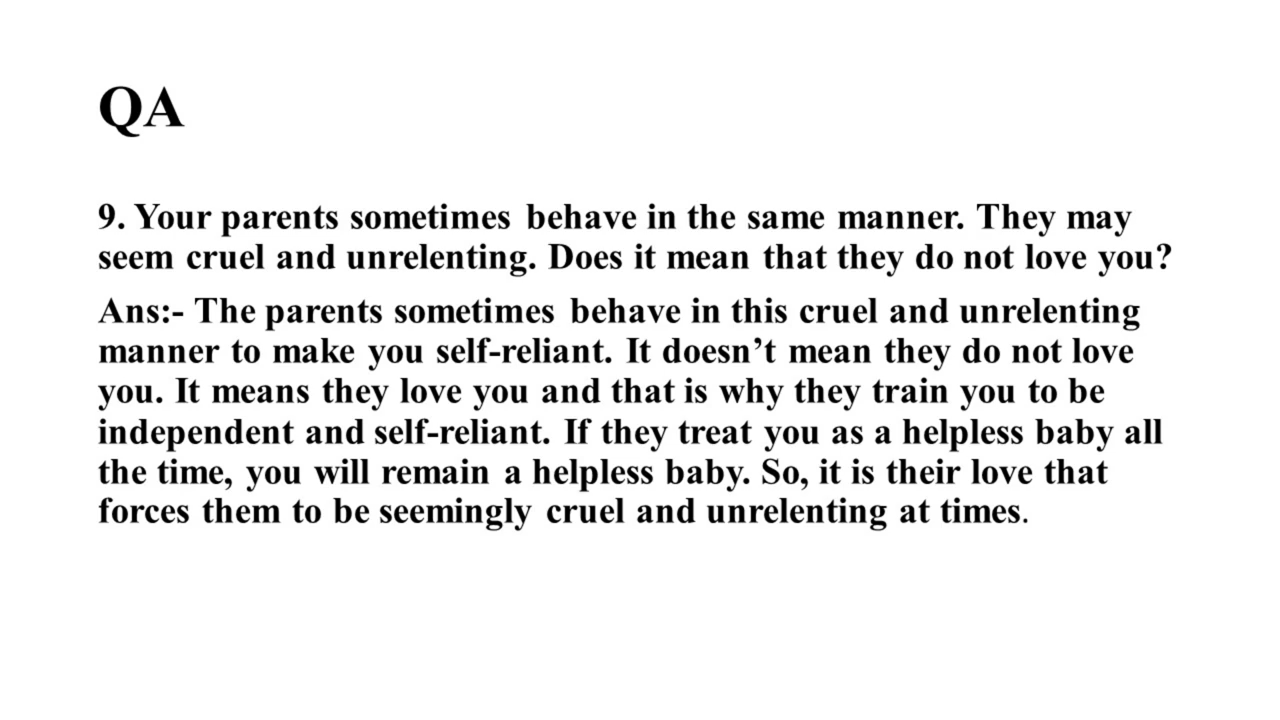 QA
9. Your parents sometimes behave in the same manner. They may
seem cruel and unrelenting. Does it mean that they do not love you?
Ans:- The parents sometimes behave in this cruel and unrelenting
manner to make you self-reliant. It doesn’t mean they do not love
you. It means they love you and that is why they train you to be
independent and self-reliant. If they treat you as a helpless baby all
the time, you will remain a helpless baby. So, it is their love that
forces them to be seemingly cruel and unrelenting at times.